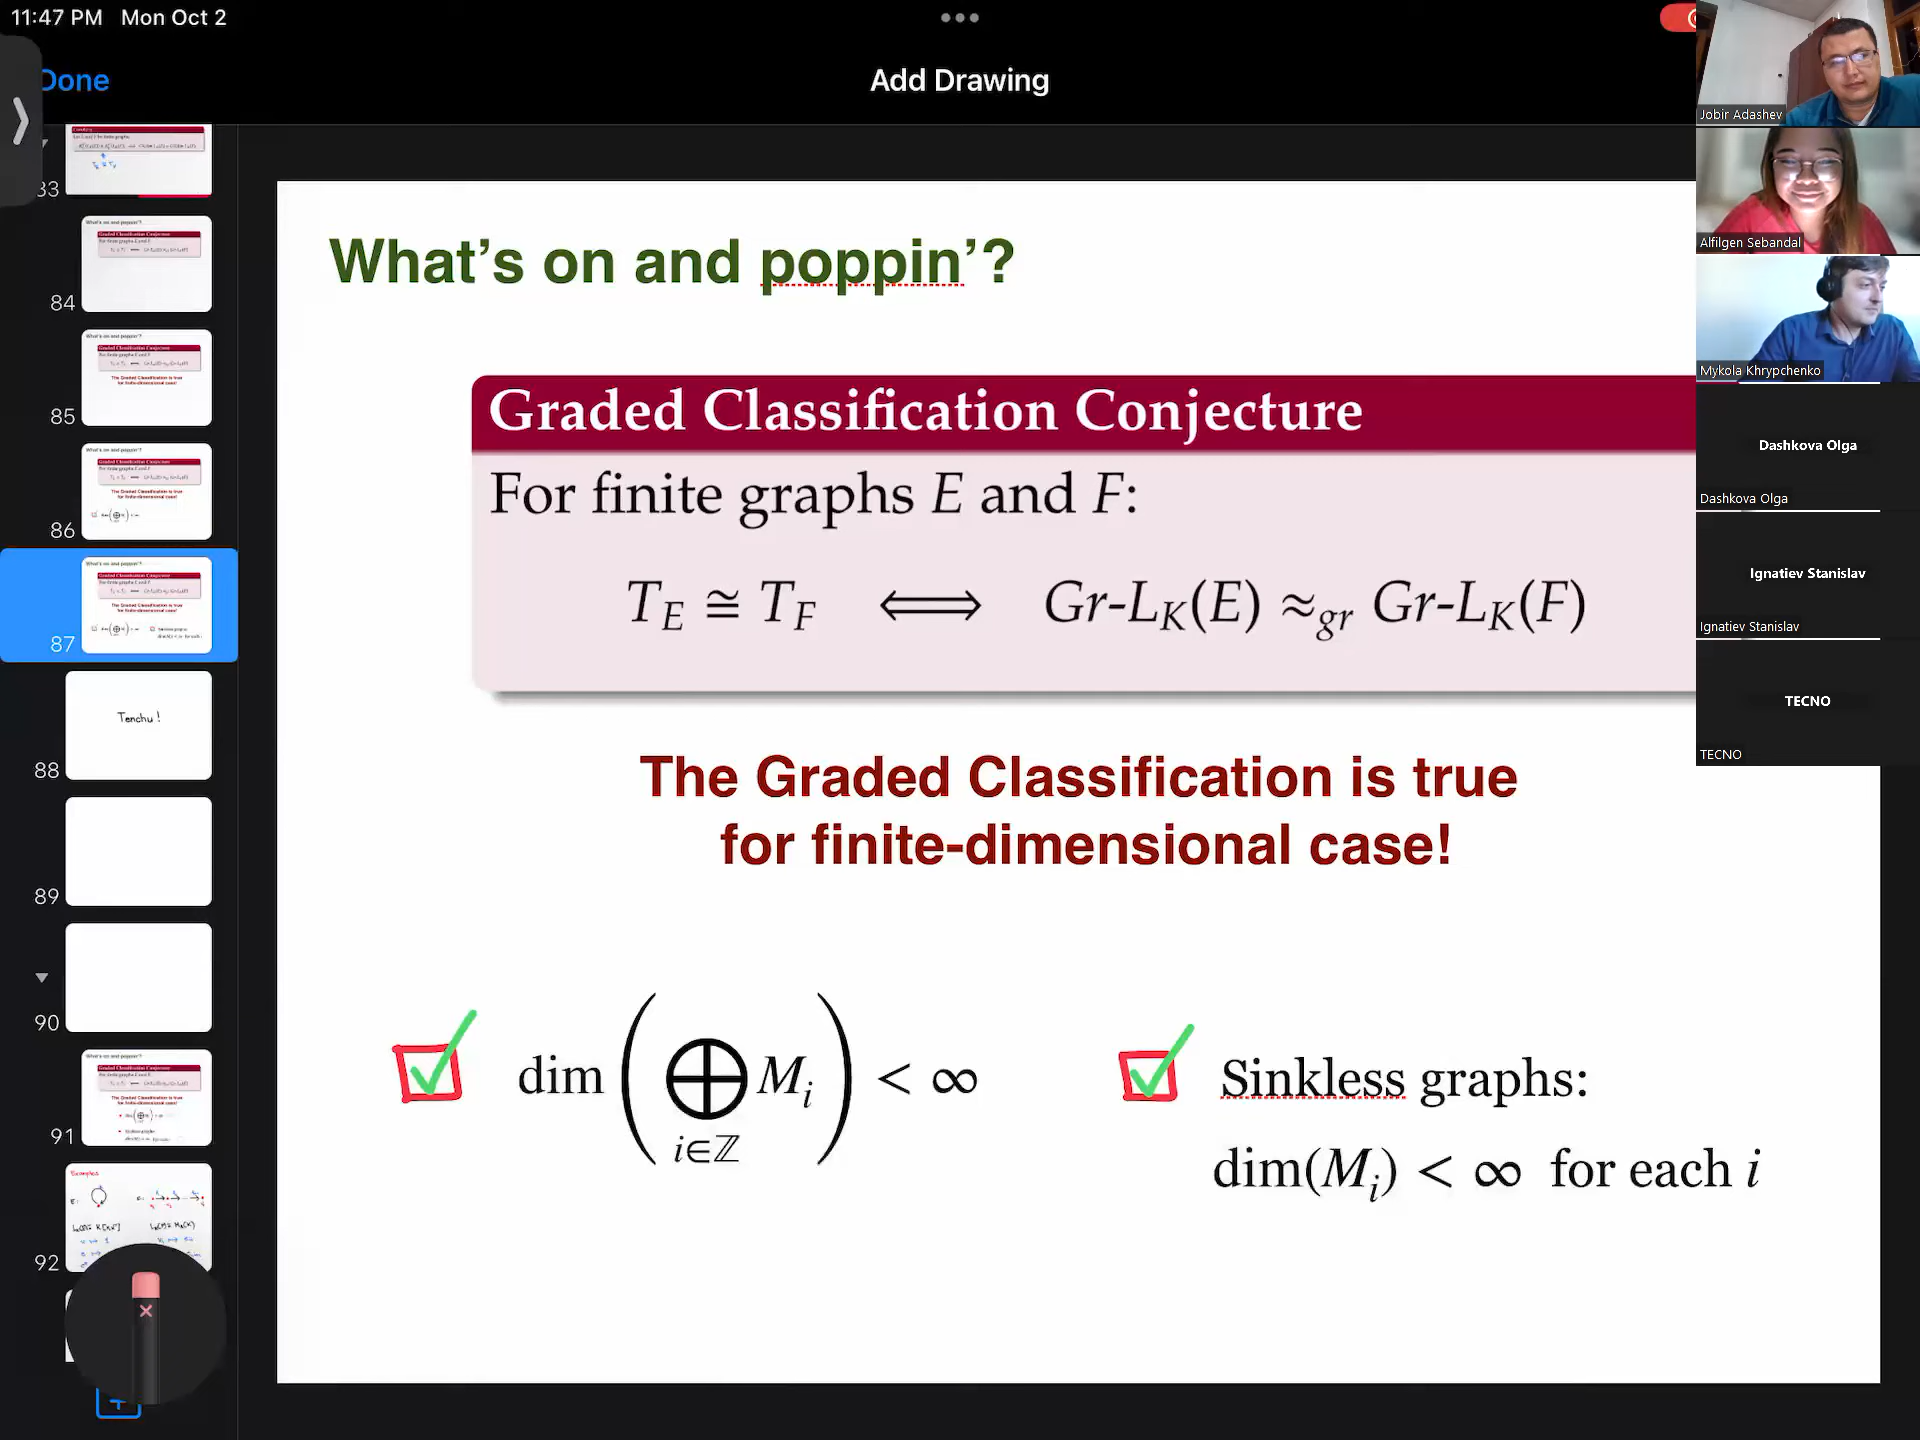 11:47 PM Mon Oct 2
Done
Add Drawing
33
84
85
86
87
88
Tenchu !
89
90
91
92
What's on and poppin'?
Graded Classification Conjecture
For finite graphs E and F:
T_E ≅ T_F ⟺ Gr-L_K(E) ≈_gr Gr-L_K(F)
The Graded Classification is true
for finite-dimensional case!
dim ( ⊕ M_i ) < ∞
i∈ℤ
Sinkless graphs:
dim(M_i) < ∞ for each i
Jobir Adashev
Alfilgen Sebandal
Mykola Khrypchenko
Dashkova Olga
Dashkova Olga
Ignatiev Stanislav
Ignatiev Stanislav
TECNO
TECNO